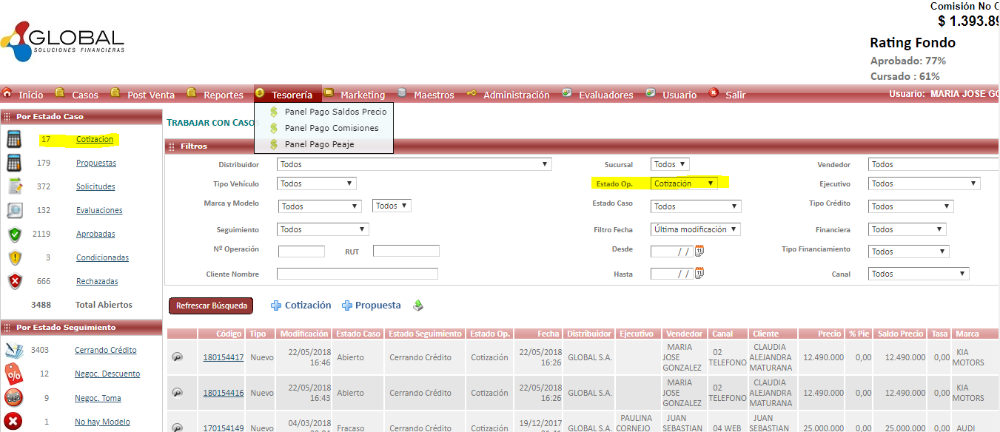 Comisión No C
$ 1.393.89
GLOBAL
SOLUCIONES FINANCIERAS
Rating Fondo
Aprobado: 77%
Cursado : 61%
Inicio Casos Post Venta Reportes Tesorería Marketing Maestros Administración Evaluadores Usuario Salir Usuario: MARIA JOSE GO
Panel Pago Saldos Precio
Panel Pago Comisiones
Panel Pago Peaje
Por Estado Caso
17 Cotizacion
179 Propuestas
372 Solicitudes
132 Evaluaciones
2119 Aprobadas
3 Condicionadas
666 Rechazadas
3488 Total Abiertos
Por Estado Seguimiento
3403 Cerrando Crédito
12 Negoc. Descuento
9 Negoc. Toma
1 No hay Modelo
TRABAJAR CON CASOS
Filtros
Distribuidor Todos Sucursal Todos Vendedor Todos
Tipo Vehículo Todos Estado Op. Cotización Ejecutivo Todos
Marca y Modelo Todos Todos Estado Caso Todos Tipo Crédito Todos
Seguimiento Todos Filtro Fecha Última modificación Financiera Todos
Nº Operación RUT Desde / / Tipo Financiamiento Todos
Cliente Nombre Hasta / / Canal Todos
Refrescar Búsqueda Cotización Propuesta
Código Tipo Modificación Estado Caso Estado Seguimiento Estado Op. Fecha Distribuidor Ejecutivo Vendedor Canal Cliente Precio % Pie Saldo Precio Tasa Marca
180154417 Nuevo 22/05/2018 16:46 Abierto Cerrando Crédito Cotización 22/05/2018 16:26 GLOBAL S.A. MARIA JOSE GONZALEZ 02 TELEFONO CLAUDIA ALEJANDRA MATURANA 12.490.000 0,00 12.490.000 0,00 KIA MOTORS
180154416 Nuevo 22/05/2018 16:43 Abierto Cerrando Crédito Cotización 22/05/2018 16:26 GLOBAL S.A. MARIA JOSE GONZALEZ 02 TELEFONO CLAUDIA ALEJANDRA MATURANA 12.490.000 0,00 12.490.000 0,00 KIA MOTORS
170154149 Nuevo 04/03/2018 Fracaso Cerrando Crédito Cotización 19/12/2017 GLOBAL S.A. PAULINA CORNEJO JUAN SEBASTIAN 04 WEB JUAN SEBASTIAN 25.000.000 0,00 25.000.000 0,00 AUDI